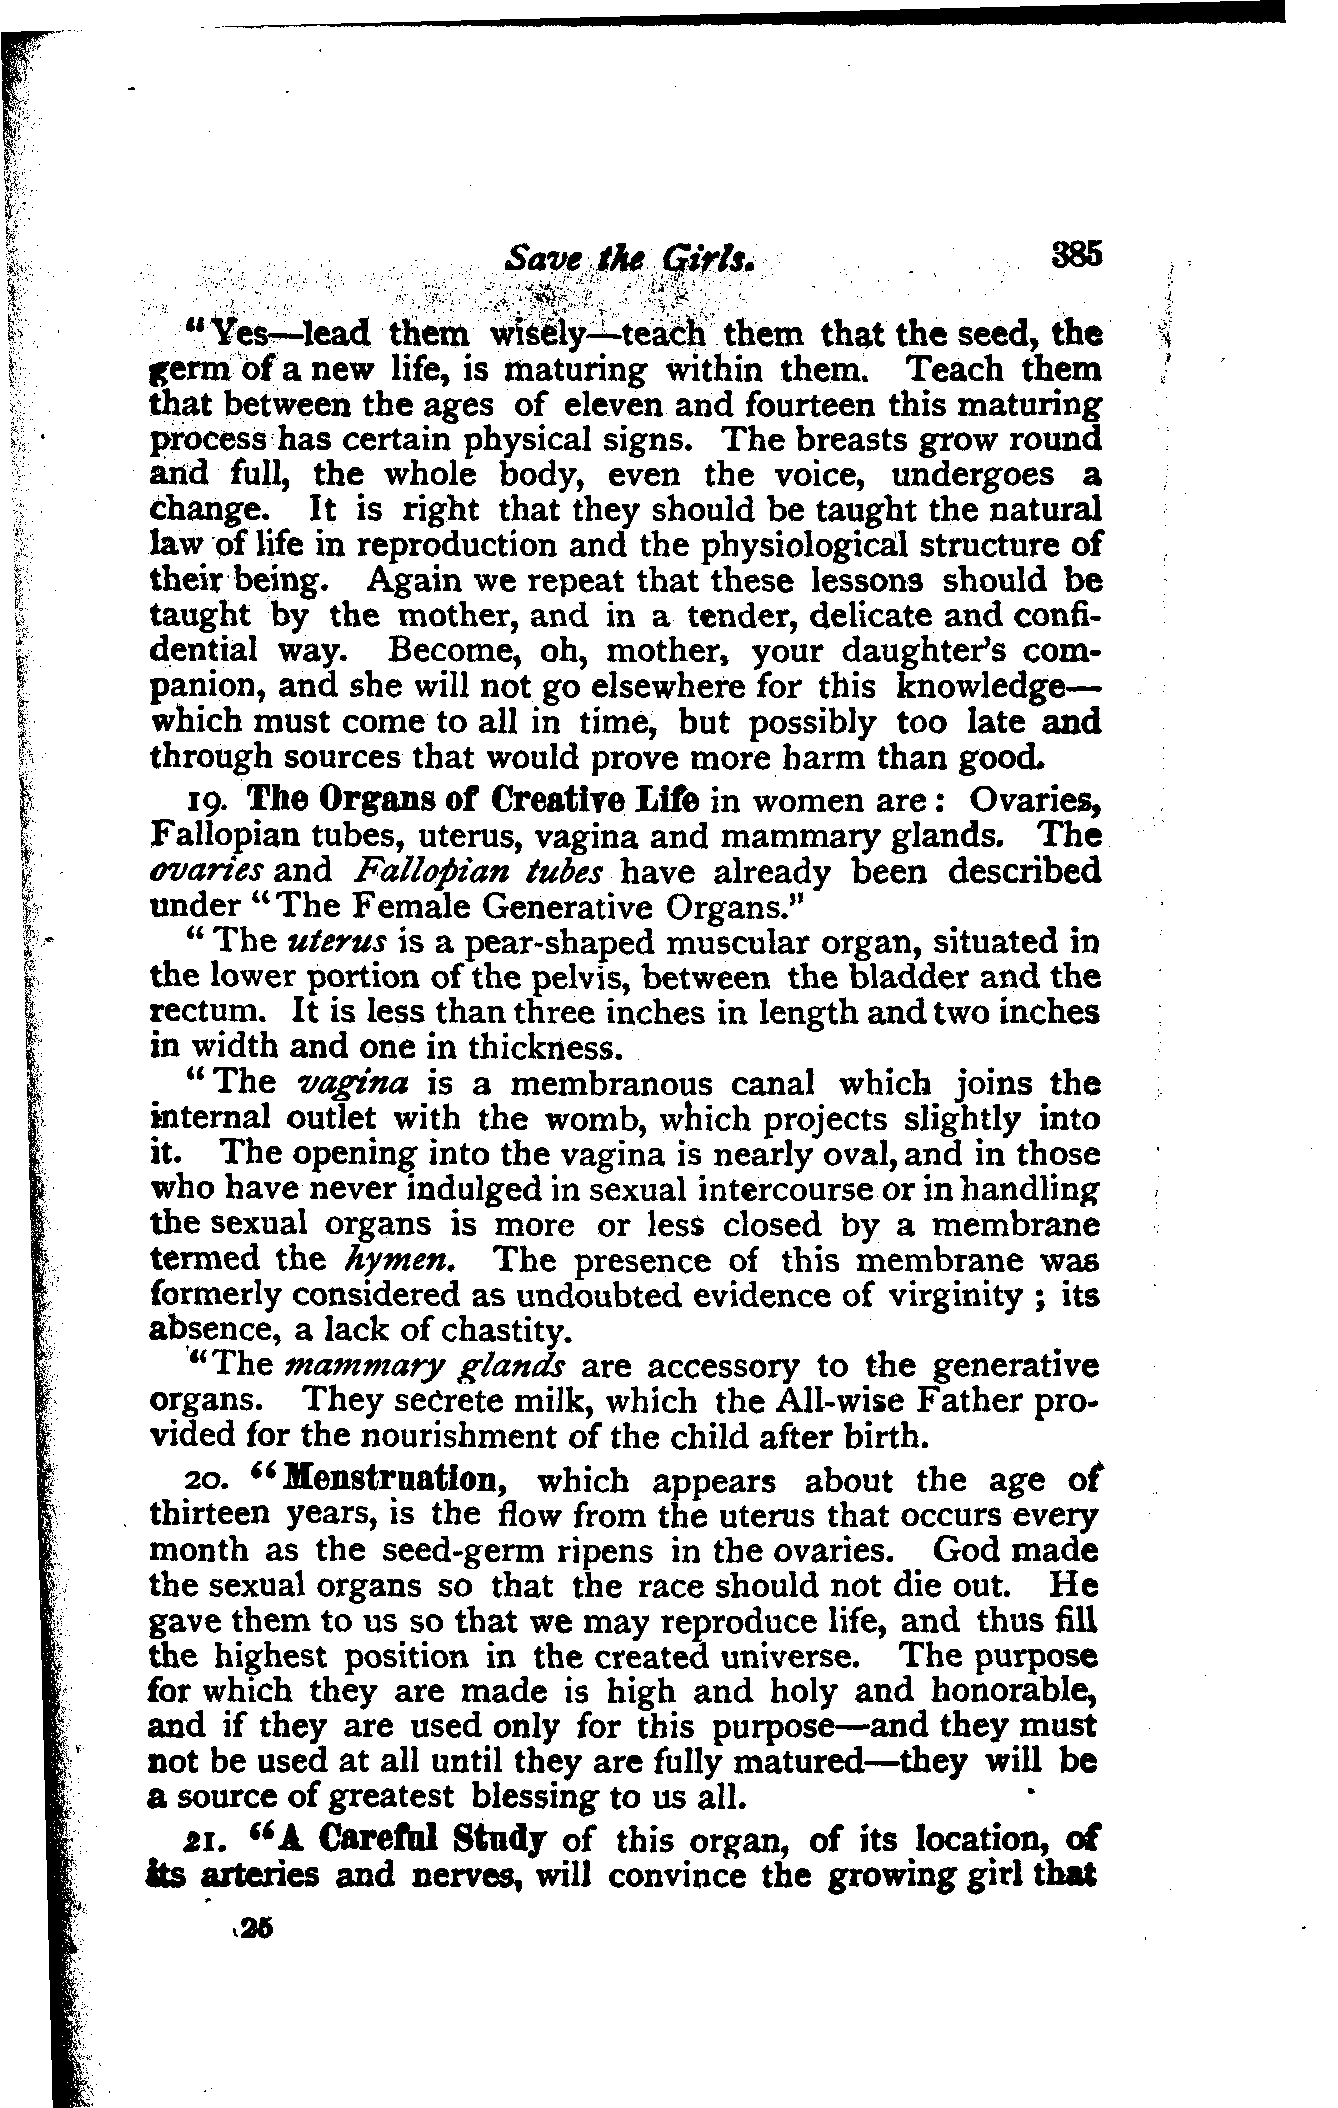 Save the Girls. 385
"Yes—lead them wisely—teach them that the seed, the
germ of a new life, is maturing within them. Teach them
that between the ages of eleven and fourteen this maturing
process has certain physical signs. The breasts grow round
and full, the whole body, even the voice, undergoes a
change. It is right that they should be taught the natural
law of life in reproduction and the physiological structure of
their being. Again we repeat that these lessons should be
taught by the mother, and in a tender, delicate and confi-
dential way. Become, oh, mother, your daughter's com-
panion, and she will not go elsewhere for this knowledge—
which must come to all in time, but possibly too late and
through sources that would prove more harm than good.
19. The Organs of Creative Life in women are: Ovaries,
Fallopian tubes, uterus, vagina and mammary glands. The
ovaries and Fallopian tubes have already been described
under "The Female Generative Organs."
"The uterus is a pear-shaped muscular organ, situated in
the lower portion of the pelvis, between the bladder and the
rectum. It is less than three inches in length and two inches
in width and one in thickness.
"The vagina is a membranous canal which joins the
internal outlet with the womb, which projects slightly into
it. The opening into the vagina is nearly oval, and in those
who have never indulged in sexual intercourse or in handling
the sexual organs is more or less closed by a membrane
termed the hymen. The presence of this membrane was
formerly considered as undoubted evidence of virginity; its
absence, a lack of chastity.
"The mammary glands are accessory to the generative
organs. They secrete milk, which the All-wise Father pro-
vided for the nourishment of the child after birth.
20. "Menstruation, which appears about the age of
thirteen years, is the flow from the uterus that occurs every
month as the seed-germ ripens in the ovaries. God made
the sexual organs so that the race should not die out. He
gave them to us so that we may reproduce life, and thus fill
the highest position in the created universe. The purpose
for which they are made is high and holy and honorable,
and if they are used only for this purpose—and they must
not be used at all until they are fully matured—they will be
a source of greatest blessing to us all.
21. "A Careful Study of this organ, of its location, of
its arteries and nerves, will convince the growing girl that
25